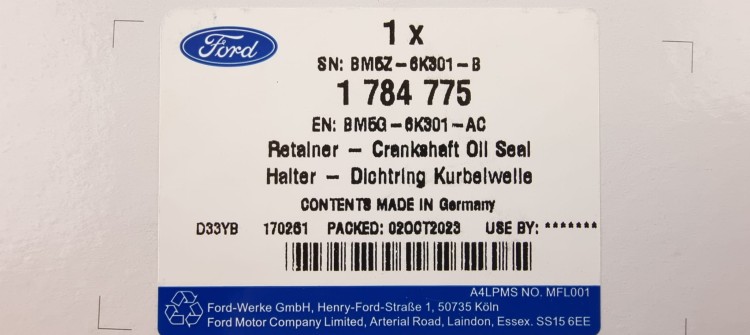 Ford
1 x
SN: BM5Z-6K301-B
1 784 775
EN: BM5G-6K301-AC
Retainer - Crankshaft Oil Seal
Halter - Dichtring Kurbelwelle
CONTENTS MADE IN Germany
D33YB 170261 PACKED: 02OCT2023 USE BY: *******
A4LPMS NO. MFL001
Ford-Werke GmbH, Henry-Ford-Straße 1, 50735 Köln
Ford Motor Company Limited, Arterial Road, Laindon, Essex. SS15 6EE